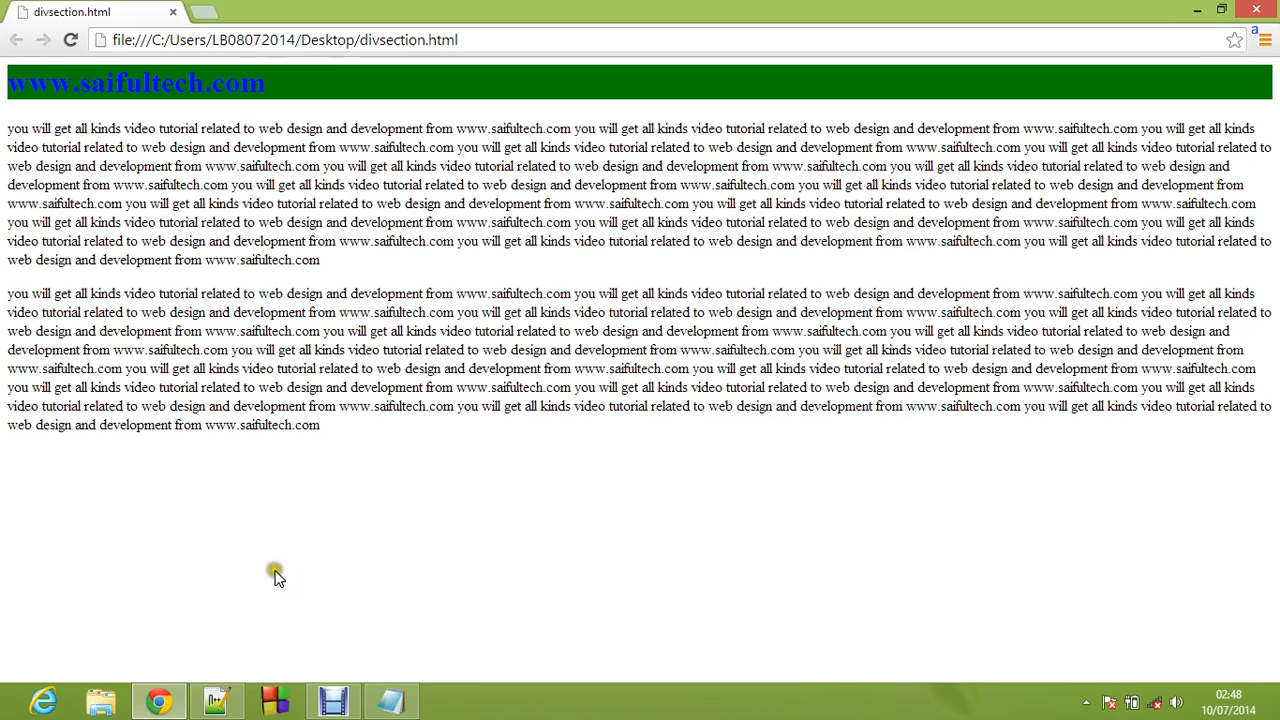 divsection.html
file:///C:/Users/LB08072014/Desktop/divsection.html
a
www.saifultech.com
you will get all kinds video tutorial related to web design and development from www.saifultech.com you will get all kinds video tutorial related to web design and development from www.saifultech.com you will get all kinds
video tutorial related to web design and development from www.saifultech.com you will get all kinds video tutorial related to web design and development from www.saifultech.com you will get all kinds video tutorial related to
web design and development from www.saifultech.com you will get all kinds video tutorial related to web design and development from www.saifultech.com you will get all kinds video tutorial related to web design and
development from www.saifultech.com you will get all kinds video tutorial related to web design and development from www.saifultech.com you will get all kinds video tutorial related to web design and development from
www.saifultech.com you will get all kinds video tutorial related to web design and development from www.saifultech.com you will get all kinds video tutorial related to web design and development from www.saifultech.com
you will get all kinds video tutorial related to web design and development from www.saifultech.com you will get all kinds video tutorial related to web design and development from www.saifultech.com you will get all kinds
video tutorial related to web design and development from www.saifultech.com you will get all kinds video tutorial related to web design and development from www.saifultech.com you will get all kinds video tutorial related to
web design and development from www.saifultech.com
you will get all kinds video tutorial related to web design and development from www.saifultech.com you will get all kinds video tutorial related to web design and development from www.saifultech.com you will get all kinds
video tutorial related to web design and development from www.saifultech.com you will get all kinds video tutorial related to web design and development from www.saifultech.com you will get all kinds video tutorial related to
web design and development from www.saifultech.com you will get all kinds video tutorial related to web design and development from www.saifultech.com you will get all kinds video tutorial related to web design and
development from www.saifultech.com you will get all kinds video tutorial related to web design and development from www.saifultech.com you will get all kinds video tutorial related to web design and development from
www.saifultech.com you will get all kinds video tutorial related to web design and development from www.saifultech.com you will get all kinds video tutorial related to web design and development from www.saifultech.com
you will get all kinds video tutorial related to web design and development from www.saifultech.com you will get all kinds video tutorial related to web design and development from www.saifultech.com you will get all kinds
video tutorial related to web design and development from www.saifultech.com you will get all kinds video tutorial related to web design and development from www.saifultech.com you will get all kinds video tutorial related to
web design and development from www.saifultech.com
02:48
10/07/2014